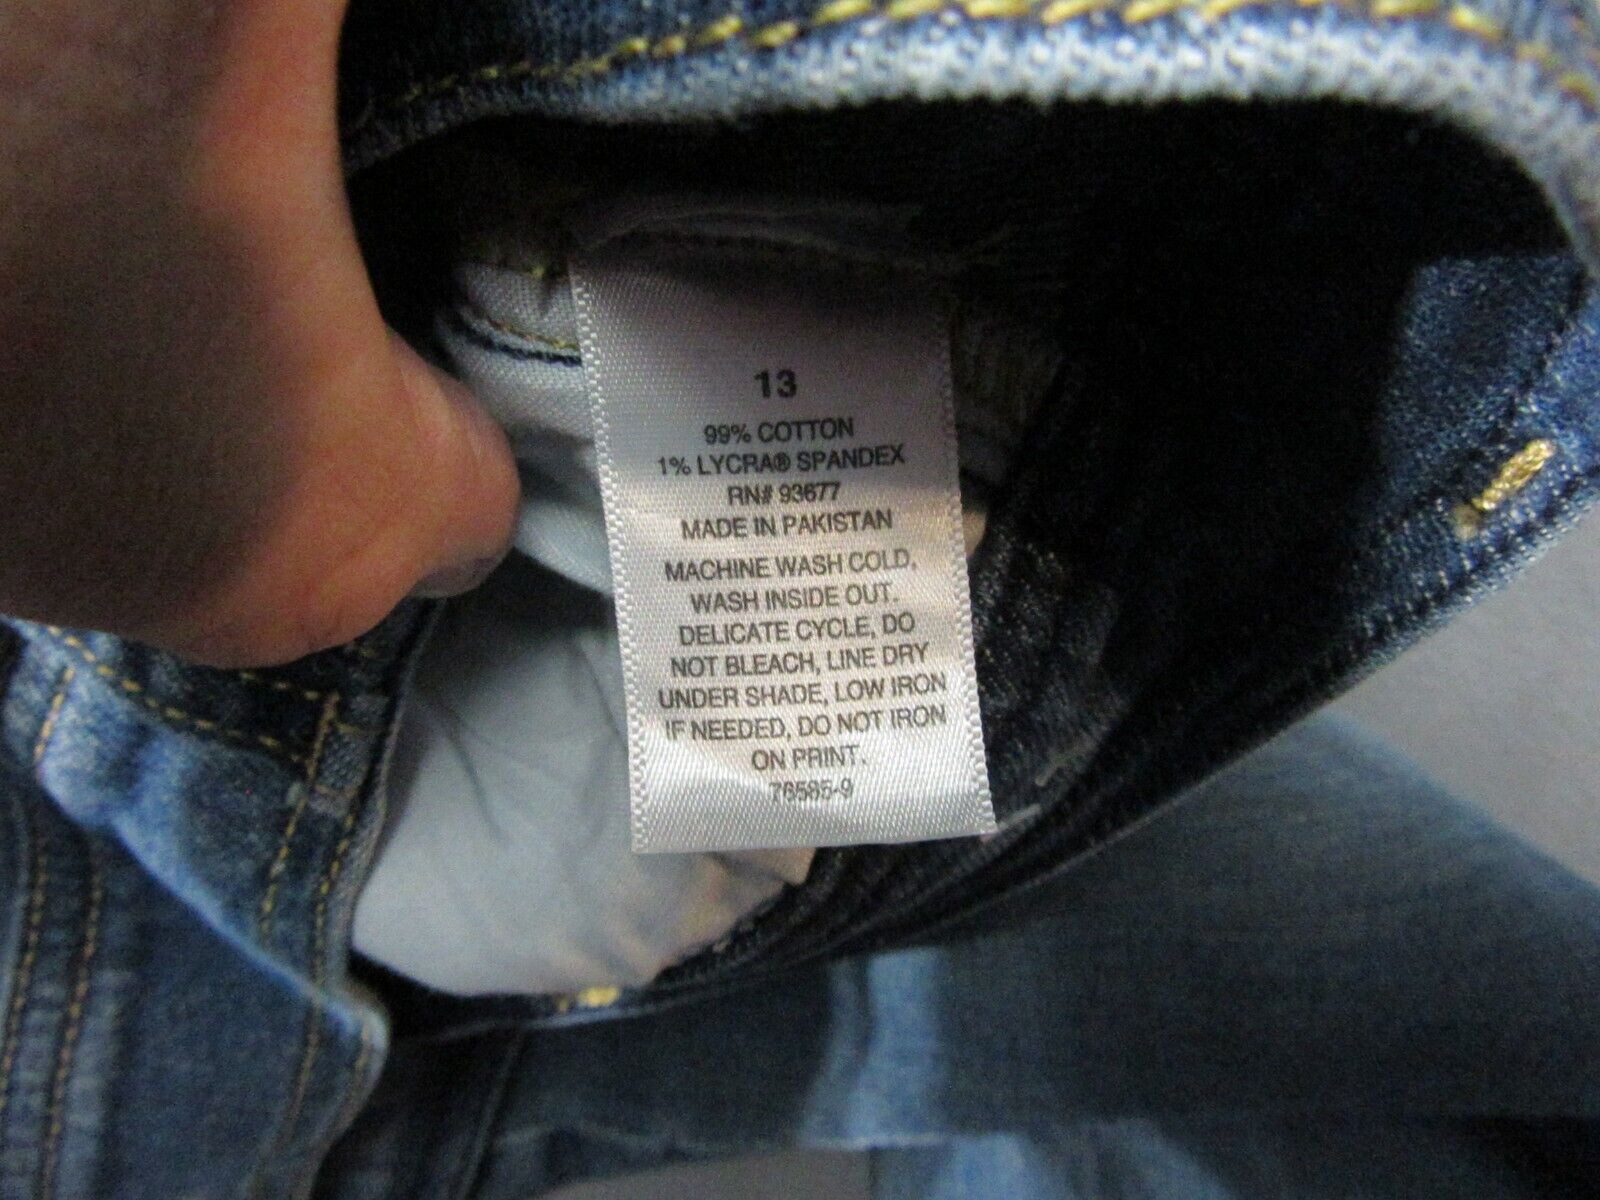 13
99% COTTON
1% LYCRA® SPANDEX
RN# 93677
MADE IN PAKISTAN
MACHINE WASH COLD,
WASH INSIDE OUT.
DELICATE CYCLE, DO
NOT BLEACH, LINE DRY
UNDER SHADE, LOW IRON
IF NEEDED, DO NOT IRON
ON PRINT.
76585-9